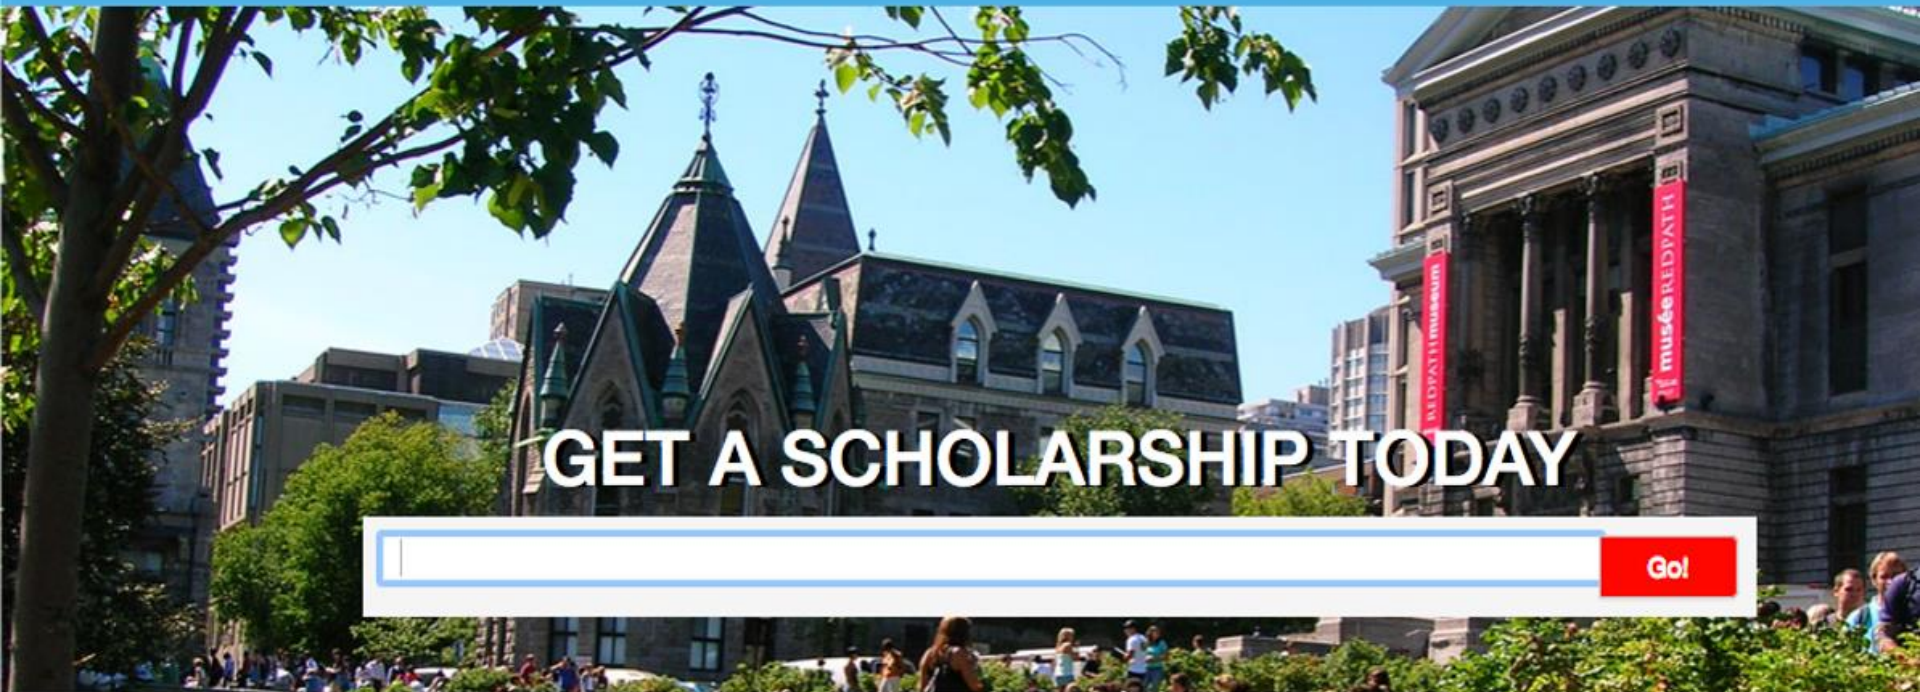 REDPATH museum
musée REDPATH
GET A SCHOLARSHIP TODAY
Go!